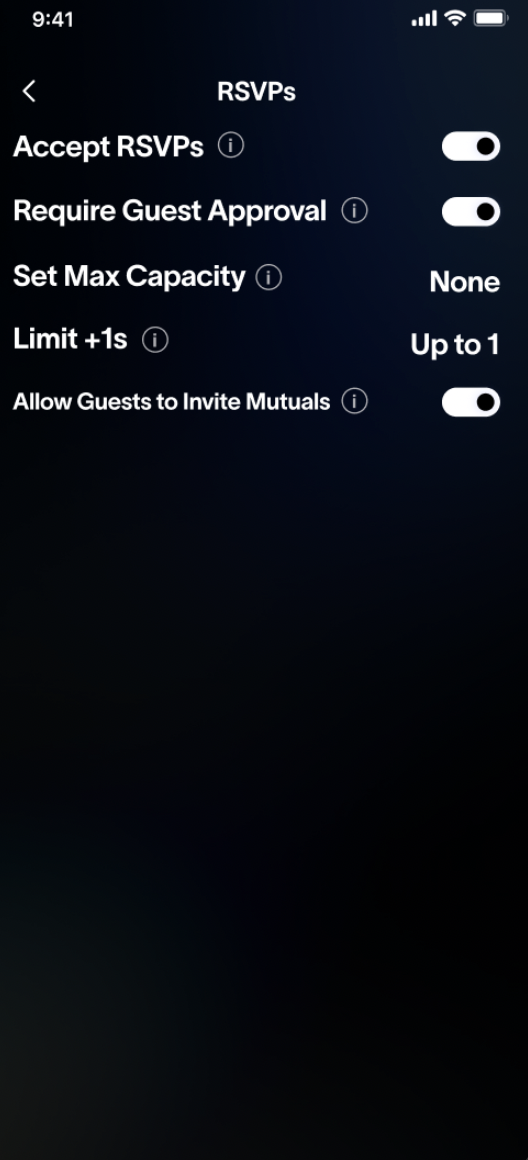 9:41
RSVPs
Accept RSVPs
Require Guest Approval
Set Max Capacity
None
Limit +1s
Up to 1
Allow Guests to Invite Mutuals